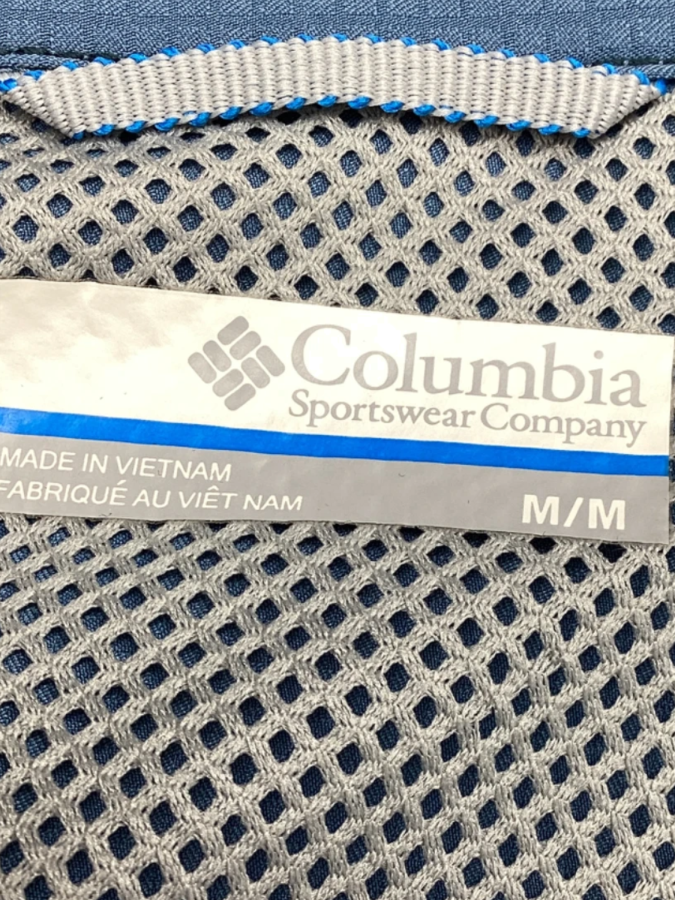 Columbia
Sportswear Company
MADE IN VIETNAM
FABRIQUÉ AU VIÊT NAM
M/M